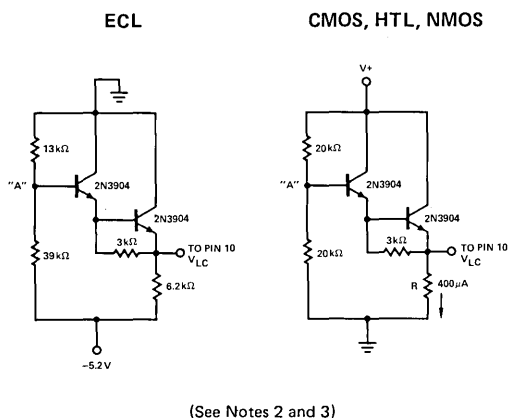 ECL
13kΩ
"A"
2N3904
2N3904
39kΩ
3kΩ
TO PIN 10
VLC
6.2kΩ
–5.2V
CMOS, HTL, NMOS
V+
20kΩ
"A"
2N3904
2N3904
20kΩ
3kΩ
TO PIN 10
VLC
R
400µA
(See Notes 2 and 3)